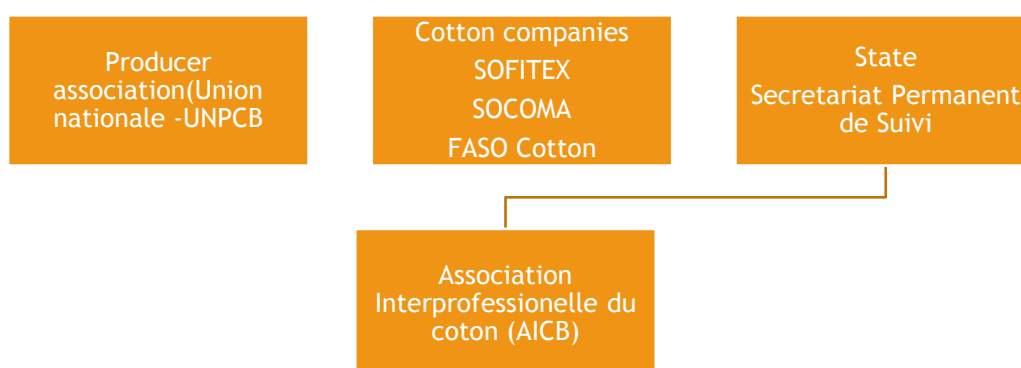 Producer
association(Union
nationale -UNPCB
Cotton companies
SOFITEX
SOCOMA
FASO Cotton
State
Secretariat Permanent
de Suivi
Association
Interprofessionelle du
coton (AICB)